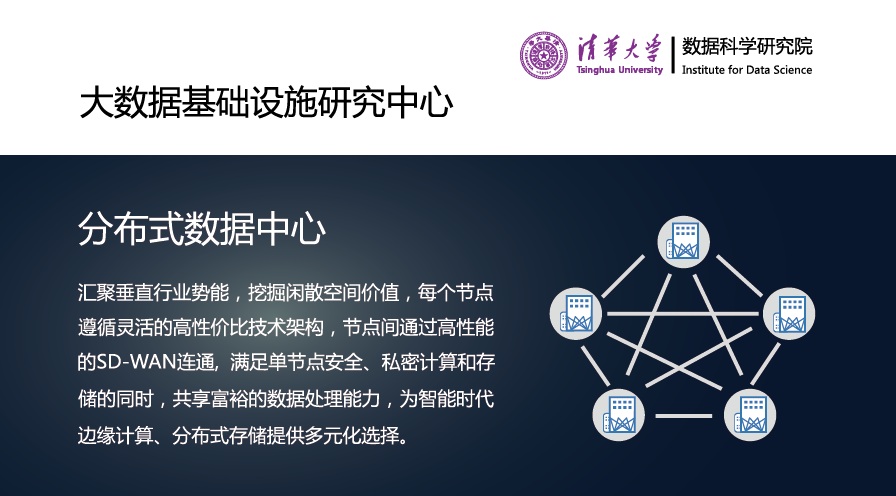 清华大学
Tsinghua University
数据科学研究院
Institute for Data Science
大数据基础设施研究中心
分布式数据中心
汇聚垂直行业势能，挖掘闲散空间价值，每个节点
遵循灵活的高性价比技术架构，节点间通过高性能
的SD-WAN连通，满足单节点安全、私密计算和存
储的同时，共享富裕的数据处理能力，为智能时代
边缘计算、分布式存储提供多元化选择。